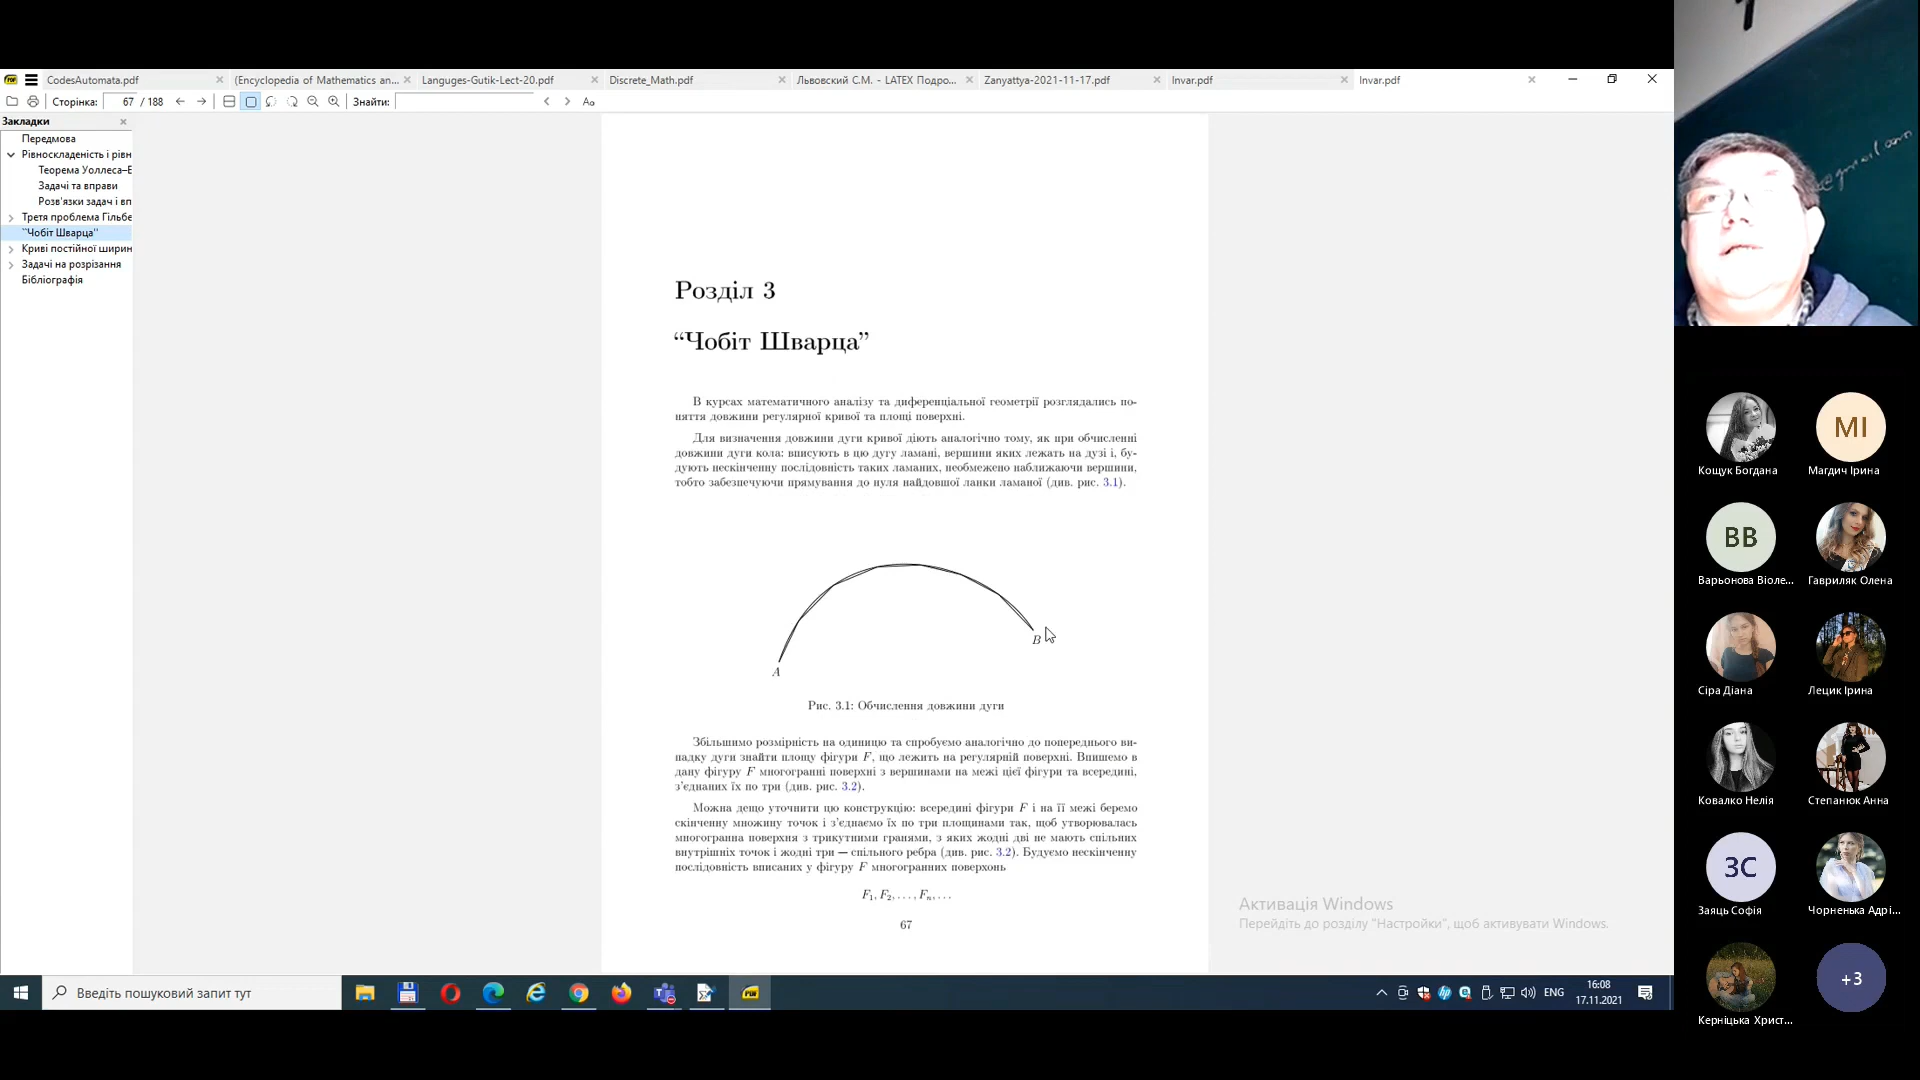 CodesAutomata.pdf
(Encyclopedia of Mathematics an...
Languges-Gutik-Lect-20.pdf
Discrete_Math.pdf
Львовский С.М. - LATEX Подро...
Zanyattya-2021-11-17.pdf
Invar.pdf
Invar.pdf
Сторінка: 67 / 188
Знайти:
Закладки
Передмова
Рівноскладеність і рівн
Теорема Уоллеса–Б
Задачі та вправи
Розв'язки задач і вп
Третя проблема Гільбе
``Чобіт Шварца''
Криві постійної ширин
Задачі на розрізання
Бібліографія
Розділ 3
“Чобіт Шварца”
В курсах математичного аналізу та диференціальної геометрії розглядались по-
няття довжини регулярної кривої та площі поверхні.
Для визначення довжини дуги кривої діють аналогічно тому, як при обчисленні
довжини дуги кола: вписують в цю дугу ламані, вершини яких лежать на дузі і, бу-
дують нескінченну послідовність таких ламаних, необмежено наближаючи вершини,
тобто забезпечуючи прямування до нуля найдовшої ланки ламаної (див. рис. 3.1).
A
B
Рис. 3.1: Обчислення довжини дуги
Збільшимо розмірність на одиницю та спробуємо аналогічно до попереднього ви-
падку дуги знайти площу фігури F, що лежить на регулярній поверхні. Впишемо в
дану фігуру F многогранні поверхні з вершинами на межі цієї фігури та всередині,
з’єднаних їх по три (див. рис. 3.2).
Можна дещо уточнити цю конструкцію: всередині фігури F і на її межі беремо
скінченну множину точок і з’єднаємо їх по три площинами так, щоб утворювалась
многогранна поверхня з трикутними гранями, з яких жодні дві не мають спільних
внутрішніх точок і жодні три — спільного ребра (див. рис. 3.2). Будуємо нескінченну
послідовність вписаних у фігуру F многогранних поверхонь
F₁, F₂, . . . , Fₙ, . . .
67
Активація Windows
Перейдіть до розділу "Настройки", щоб активувати Windows.
Введіть пошуковий запит тут
ENG
16:08
17.11.2021
@gmail.com
Кощук Богдана
МІ
Магдич Ірина
ВВ
Варьонова Віоле...
Гавриляк Олена
Сіра Діана
Лецик Ірина
Ковалко Нелія
Степанюк Анна
ЗС
Заяць Софія
Чорненька Адрі...
Керніцька Христ...
+3